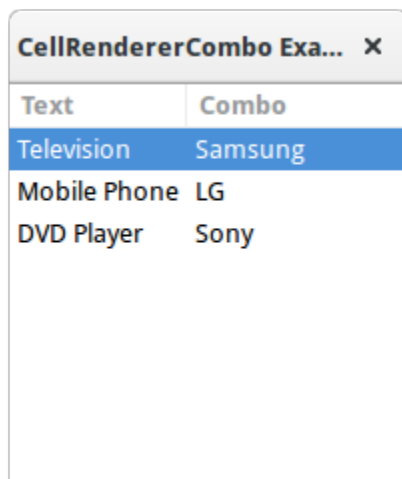 CellRendererCombo Exa... ×
Text Combo
Television Samsung
Mobile Phone LG
DVD Player Sony